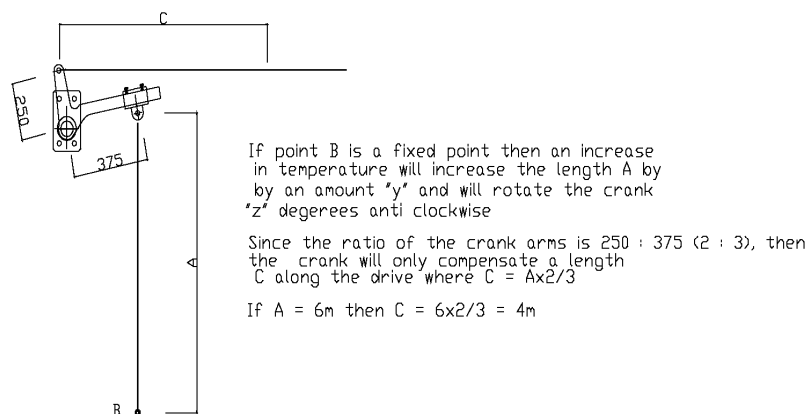 C
250
375
If point B is a fixed point then an increase
in temperature will increase the length A by
by an amount "y" and will rotate the crank
"z" degerees anti clockwise
Since the ratio of the crank arms is 250 : 375 (2 : 3), then
the crank will only compensate a length
C along the drive where C = Ax2/3
A
If A = 6m then C = 6x2/3 = 4m
B